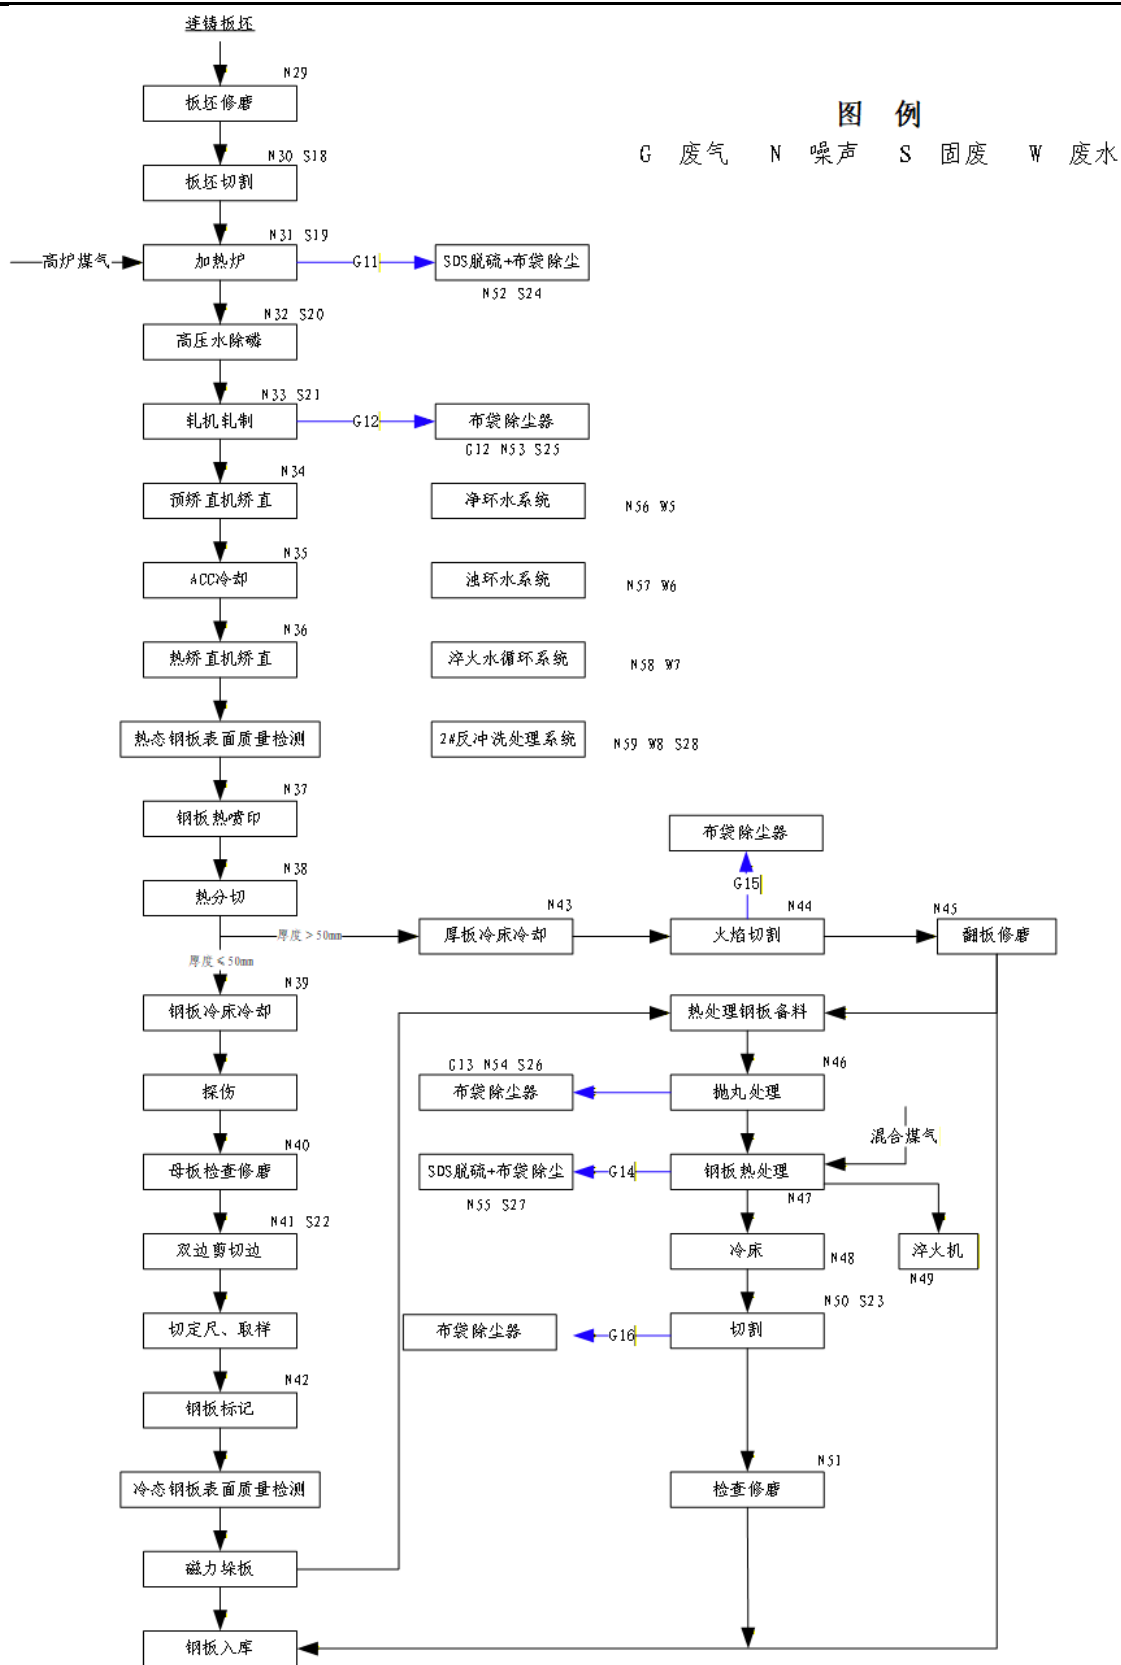 连铸板坯
N29
板坯修磨
图 例
G 废气 N 噪声 S 固废 W 废水
N30 S18
板坯切割
N31 S19
高炉煤气
加热炉
G11
SDS脱硫+布袋除尘
N52 S24
N32 S20
高压水除磷
N33 S21
轧机轧制
G12
布袋除尘器
G12 N53 S25
N34
预矫直机矫直
净环水系统
N56 W5
N35
ACC冷却
浊环水系统
N57 W6
N36
热矫直机矫直
淬火水循环系统
N58 W7
热态钢板表面质量检测
2#反冲洗处理系统
N59 W8 S28
N37
钢板热喷印
布袋除尘器
N38
热分切
G15
厚度＞50mm
N43
厚板冷床冷却
N44
火焰切割
N45
翻板修磨
厚度≤50mm
N39
钢板冷床冷却
热处理钢板备料
探伤
G13 N54 S26
布袋除尘器
N46
抛丸处理
混合煤气
N40
母板检查修磨
SDS脱硫+布袋除尘
G14
钢板热处理
N55 S27
N47
N41 S22
双边剪切边
冷床
N48
淬火机
N49
N50 S23
切定尺、取样
布袋除尘器
G16
切割
N42
钢板标记
N51
冷态钢板表面质量检测
检查修磨
磁力垛板
钢板入库